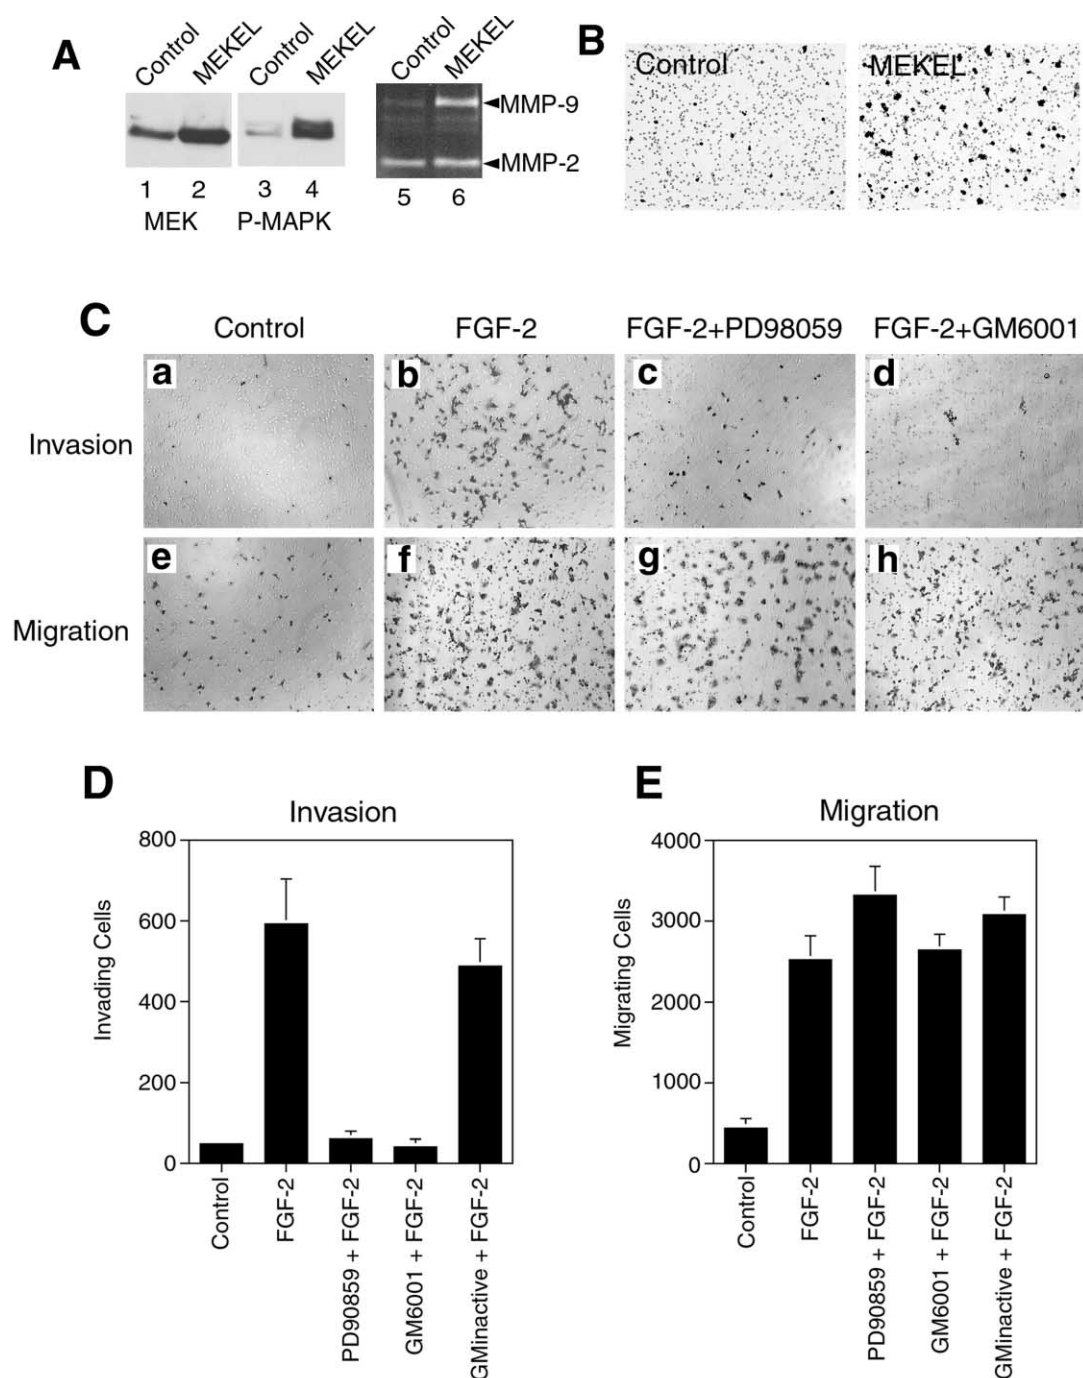 A
Control
MEKEL
Control
MEKEL
Control
MEKEL
MMP-9
MMP-2
1 2 3 4 5 6
MEK P-MAPK
B
Control
MEKEL
C
Control FGF-2 FGF-2+PD98059 FGF-2+GM6001
Invasion
a b c d
Migration
e f g h
D
Invasion
Invading Cells
800
600
400
200
0
Control
FGF-2
PD90859 + FGF-2
GM6001 + FGF-2
GMinactive + FGF-2
E
Migration
Migrating Cells
4000
3000
2000
1000
0
Control
FGF-2
PD90859 + FGF-2
GM6001 + FGF-2
GMinactive + FGF-2